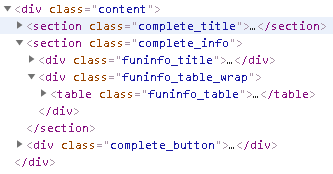 ▼<div class="content">
▶<section class="complete_title">…</section>
▼<section class="complete_info">
▶<div class="funinfo_title">…</div>
▼<div class="funinfo_table_wrap">
▶<table class="funinfo_table">…</table>
</div>
</section>
▶<div class="complete_button">…</div>
</div>